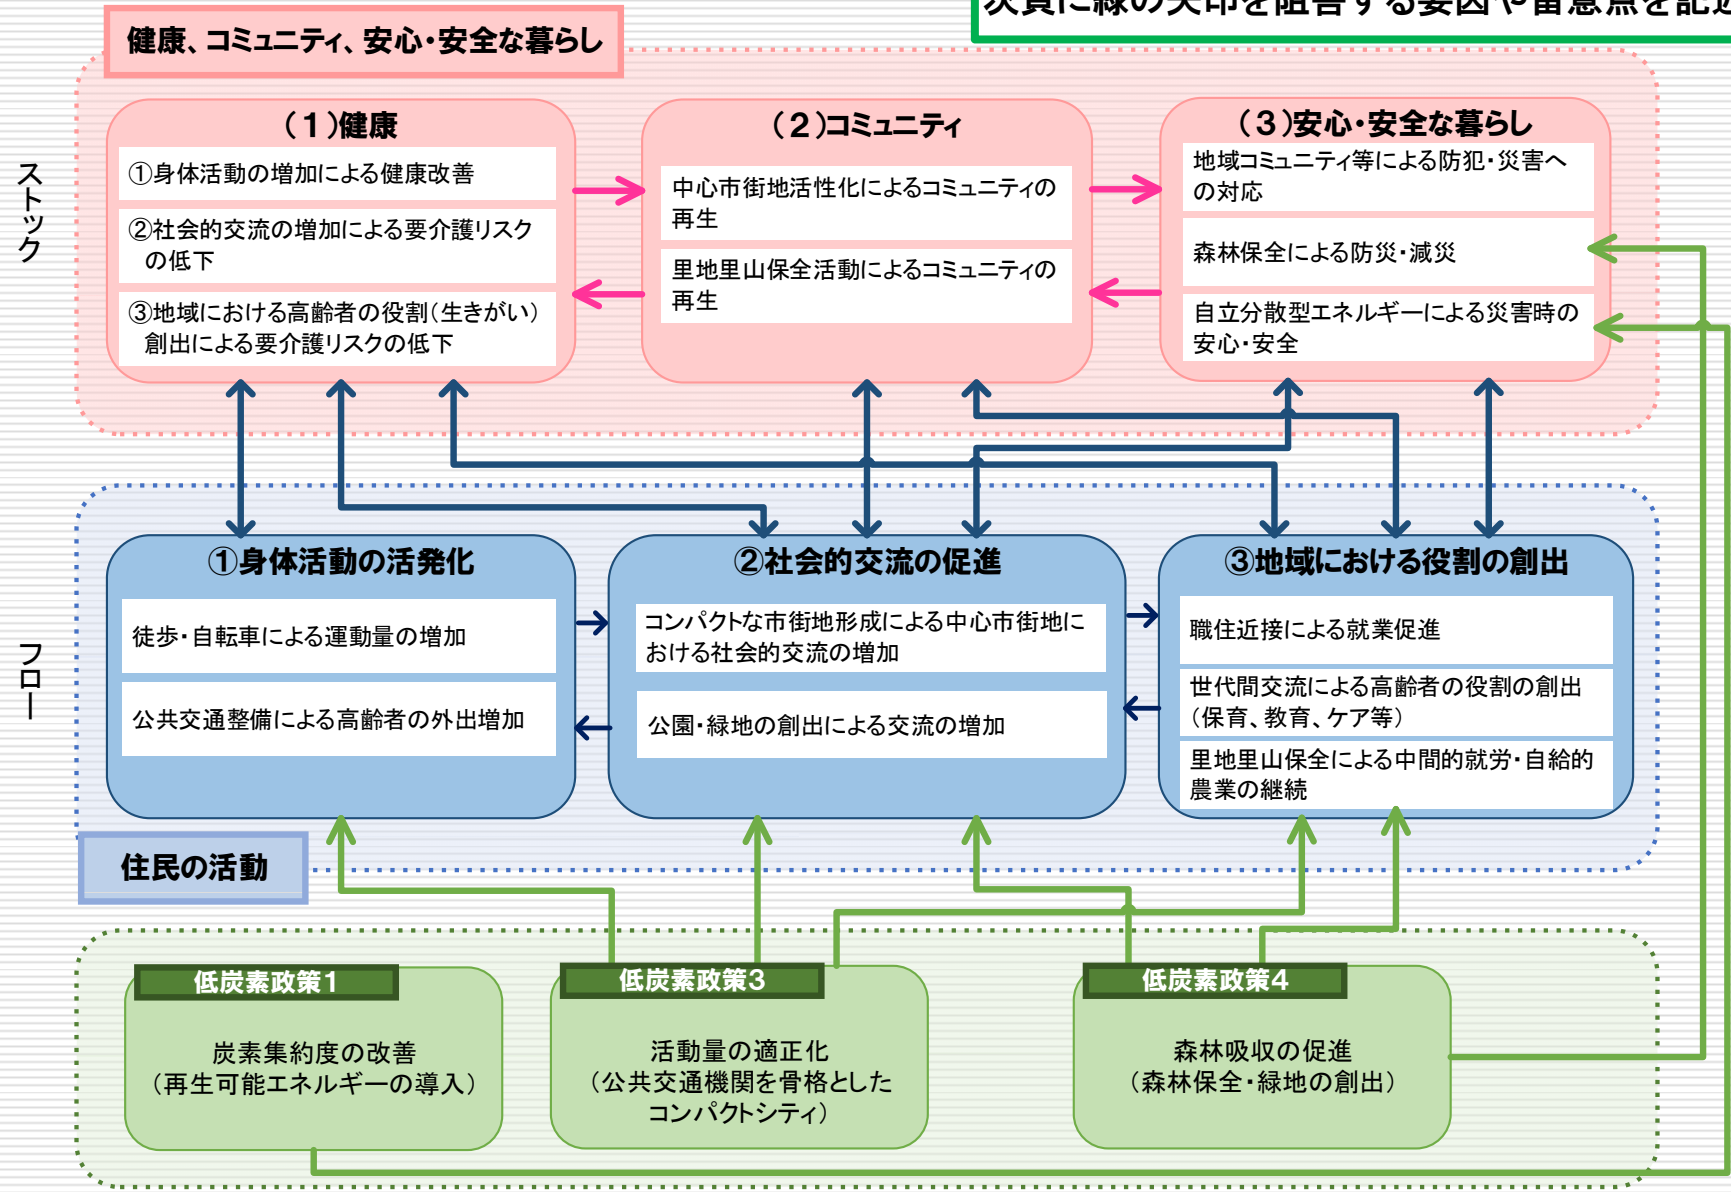 次頁に緑の矢印を阻害する要因や留意点を記述
健康、コミュニティ、安心・安全な暮らし
ストック
(1)健康
①身体活動の増加による健康改善
②社会的交流の増加による要介護リスク
の低下
③地域における高齢者の役割(生きがい)
創出による要介護リスクの低下
(2)コミュニティ
中心市街地活性化によるコミュニティの
再生
里地里山保全活動によるコミュニティの
再生
(3)安心・安全な暮らし
地域コミュニティ等による防犯・災害へ
の対応
森林保全による防災・減災
自立分散型エネルギーによる災害時の
安心・安全
フロー
①身体活動の活発化
徒歩・自転車による運動量の増加
公共交通整備による高齢者の外出増加
②社会的交流の促進
コンパクトな市街地形成による中心市街地に
おける社会的交流の増加
公園・緑地の創出による交流の増加
③地域における役割の創出
職住近接による就業促進
世代間交流による高齢者の役割の創出
(保育、教育、ケア等)
里地里山保全による中間的就労・自給的
農業の継続
住民の活動
低炭素政策1
炭素集約度の改善
(再生可能エネルギーの導入)
低炭素政策3
活動量の適正化
(公共交通機関を骨格とした
コンパクトシティ)
低炭素政策4
森林吸収の促進
(森林保全・緑地の創出)